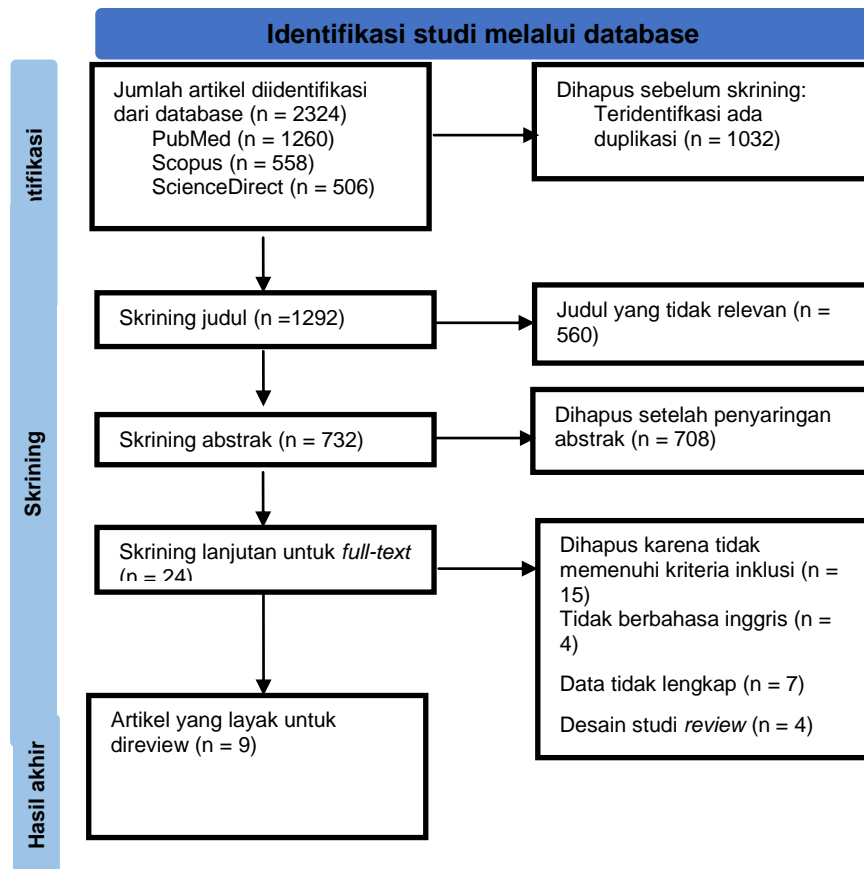 Identifikasi studi melalui database
ntifikasi
Jumlah artikel diidentifikasi
dari database (n = 2324)
PubMed (n = 1260)
Scopus (n = 558)
ScienceDirect (n = 506)
Dihapus sebelum skrining:
Teridentifkasi ada
duplikasi (n = 1032)
Skrining
Skrining judul (n =1292)
Judul yang tidak relevan (n =
560)
Skrining abstrak (n = 732)
Dihapus setelah penyaringan
abstrak (n = 708)
Skrining lanjutan untuk full-text
(n = 24)
Dihapus karena tidak
memenuhi kriteria inklusi (n =
15)
Tidak berbahasa inggris (n =
4)
Data tidak lengkap (n = 7)
Desain studi review (n = 4)
Hasil akhir
Artikel yang layak untuk
direview (n = 9)